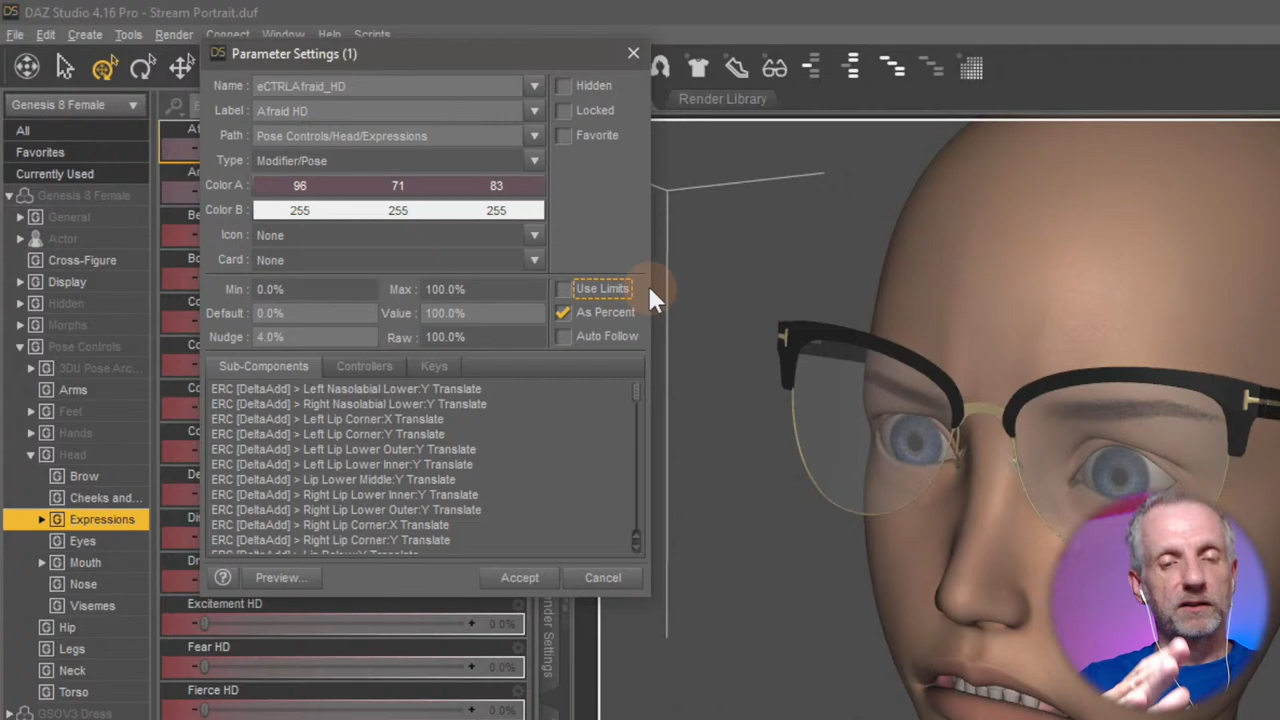 DAZ Studio 4.16 Pro - Stream Portrait.duf
File Edit Create Tools Render Connect Window Help Scripts
Parameter Settings (1)
Name : eCTRLAfraid_HD
Hidden
Label : Afraid HD
Locked
Path : Pose Controls/Head/Expressions
Favorite
Type : Modifier/Pose
Color A : 96 71 83
Color B : 255 255 255
Icon : None
Card : None
Min : 0.0% Max : 100.0%
Use Limits
Default : 0.0% Value : 100.0%
As Percent
Nudge : 4.0% Raw : 100.0%
Auto Follow
Sub-Components Controllers Keys
ERC [DeltaAdd] > Left Nasolabial Lower:Y Translate
ERC [DeltaAdd] > Right Nasolabial Lower:Y Translate
ERC [DeltaAdd] > Left Lip Corner:X Translate
ERC [DeltaAdd] > Left Lip Corner:Y Translate
ERC [DeltaAdd] > Left Lip Lower Outer:Y Translate
ERC [DeltaAdd] > Left Lip Lower Inner:Y Translate
ERC [DeltaAdd] > Lip Lower Middle:Y Translate
ERC [DeltaAdd] > Right Lip Lower Inner:Y Translate
ERC [DeltaAdd] > Right Lip Lower Outer:Y Translate
ERC [DeltaAdd] > Right Lip Corner:X Translate
ERC [DeltaAdd] > Right Lip Corner:Y Translate
ERC [DeltaAdd] > Lip Below:Y Translate
? Preview... Accept Cancel
Render Library
Genesis 8 Female
All
Favorites
Currently Used
Genesis 8 Female
General
Actor
Cross-Figure
Display
Hidden
Morphs
Pose Controls
3DU Pose Arc...
Arms
Feet
Hands
Head
Brow
Cheeks and...
Expressions
Eyes
Mouth
Nose
Visemes
Hip
Legs
Neck
Torso
GSOV3 Dress
Excitement HD
0.0%
Fear HD
0.0%
Fierce HD
0.0%
nder Settings